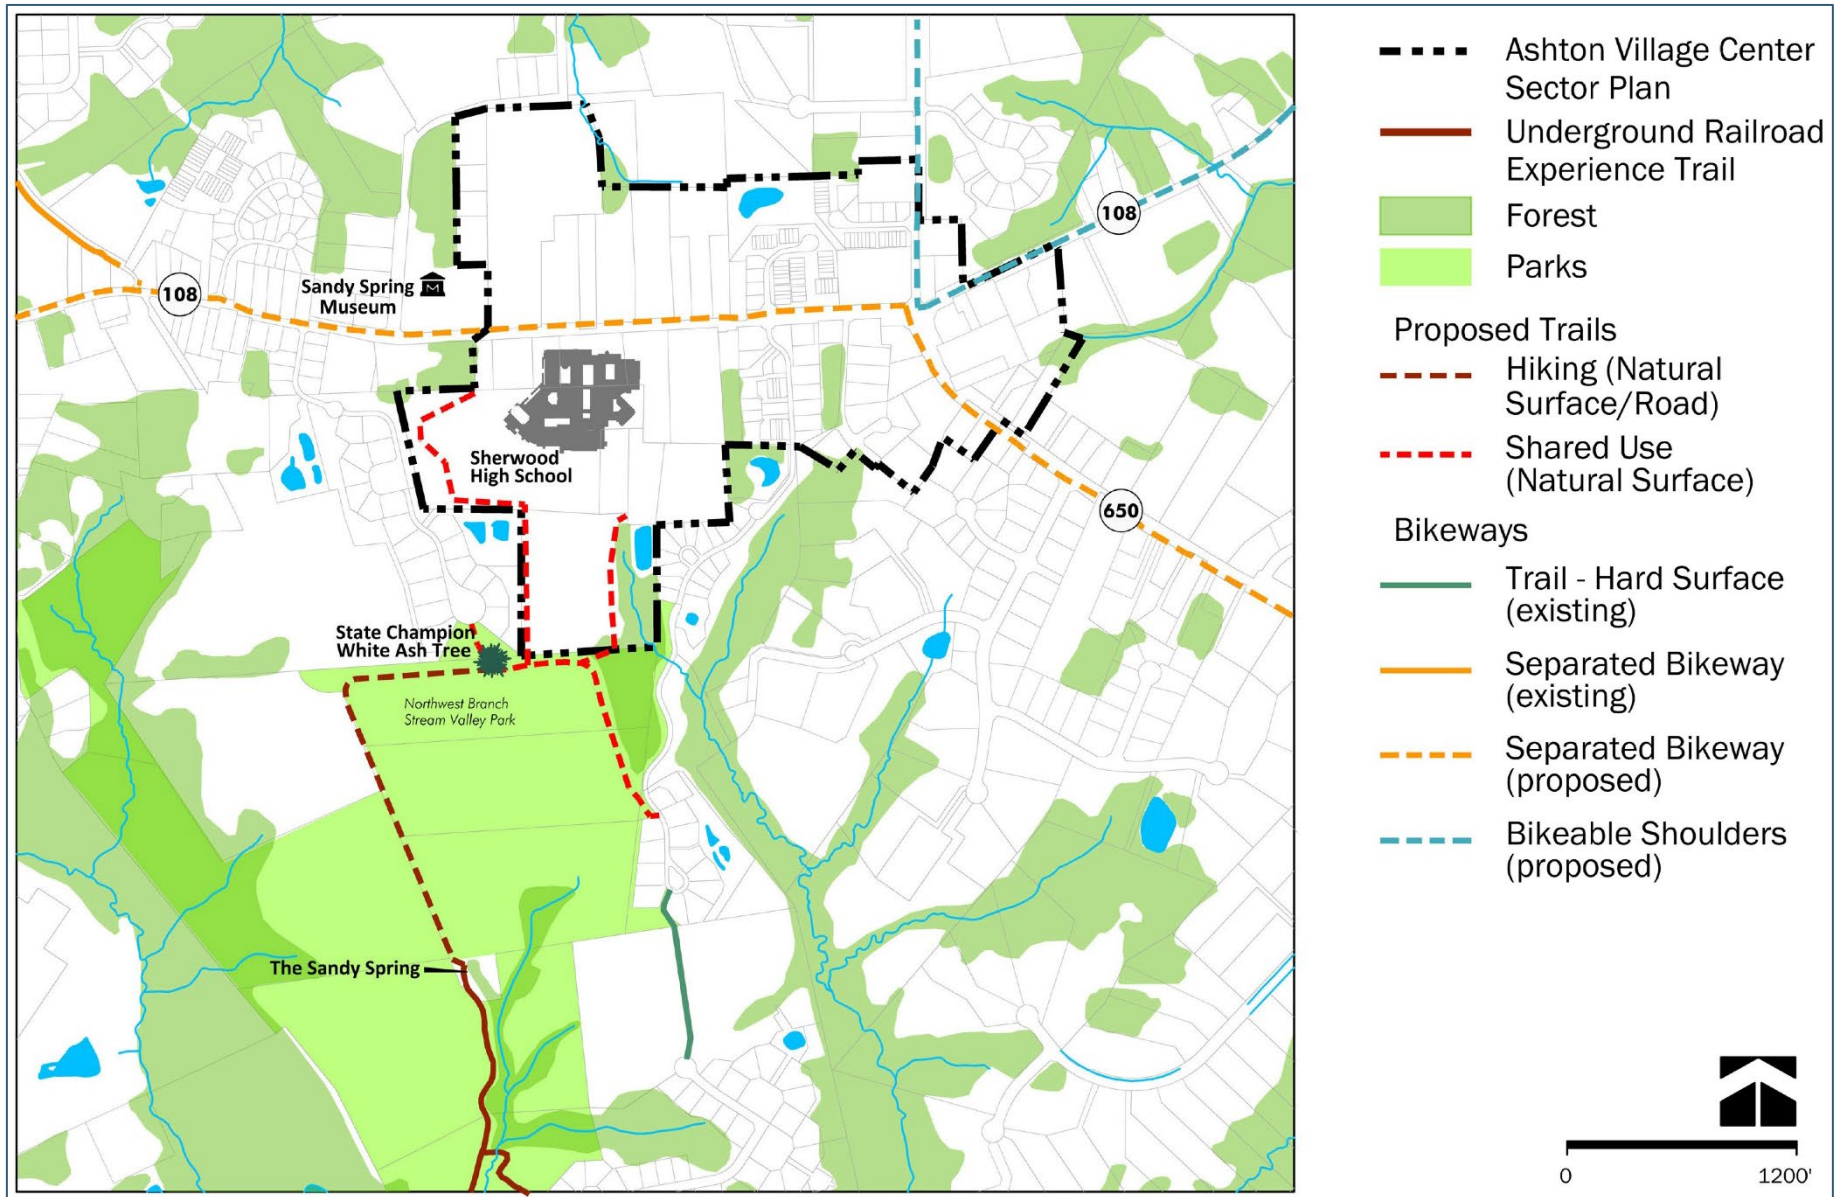 108
Sandy Spring
Museum
108
Sherwood
High School
650
State Champion
White Ash Tree
Northwest Branch
Stream Valley Park
The Sandy Spring
Ashton Village Center
Sector Plan
Underground Railroad
Experience Trail
Forest
Parks
Proposed Trails
Hiking (Natural
Surface/Road)
Shared Use
(Natural Surface)
Bikeways
Trail - Hard Surface
(existing)
Separated Bikeway
(existing)
Separated Bikeway
(proposed)
Bikeable Shoulders
(proposed)
0 1200'